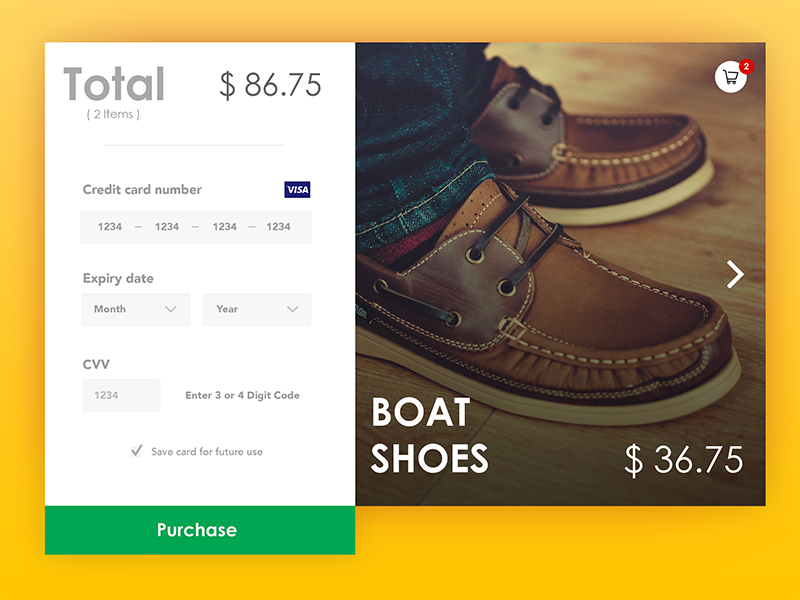 Total
$ 86.75
( 2 Items )
Credit card number
VISA
1234 – 1234 – 1234 – 1234
Expiry date
Month
Year
CVV
1234
Enter 3 or 4 Digit Code
Save card for future use
Purchase
2
BOAT
SHOES
$ 36.75